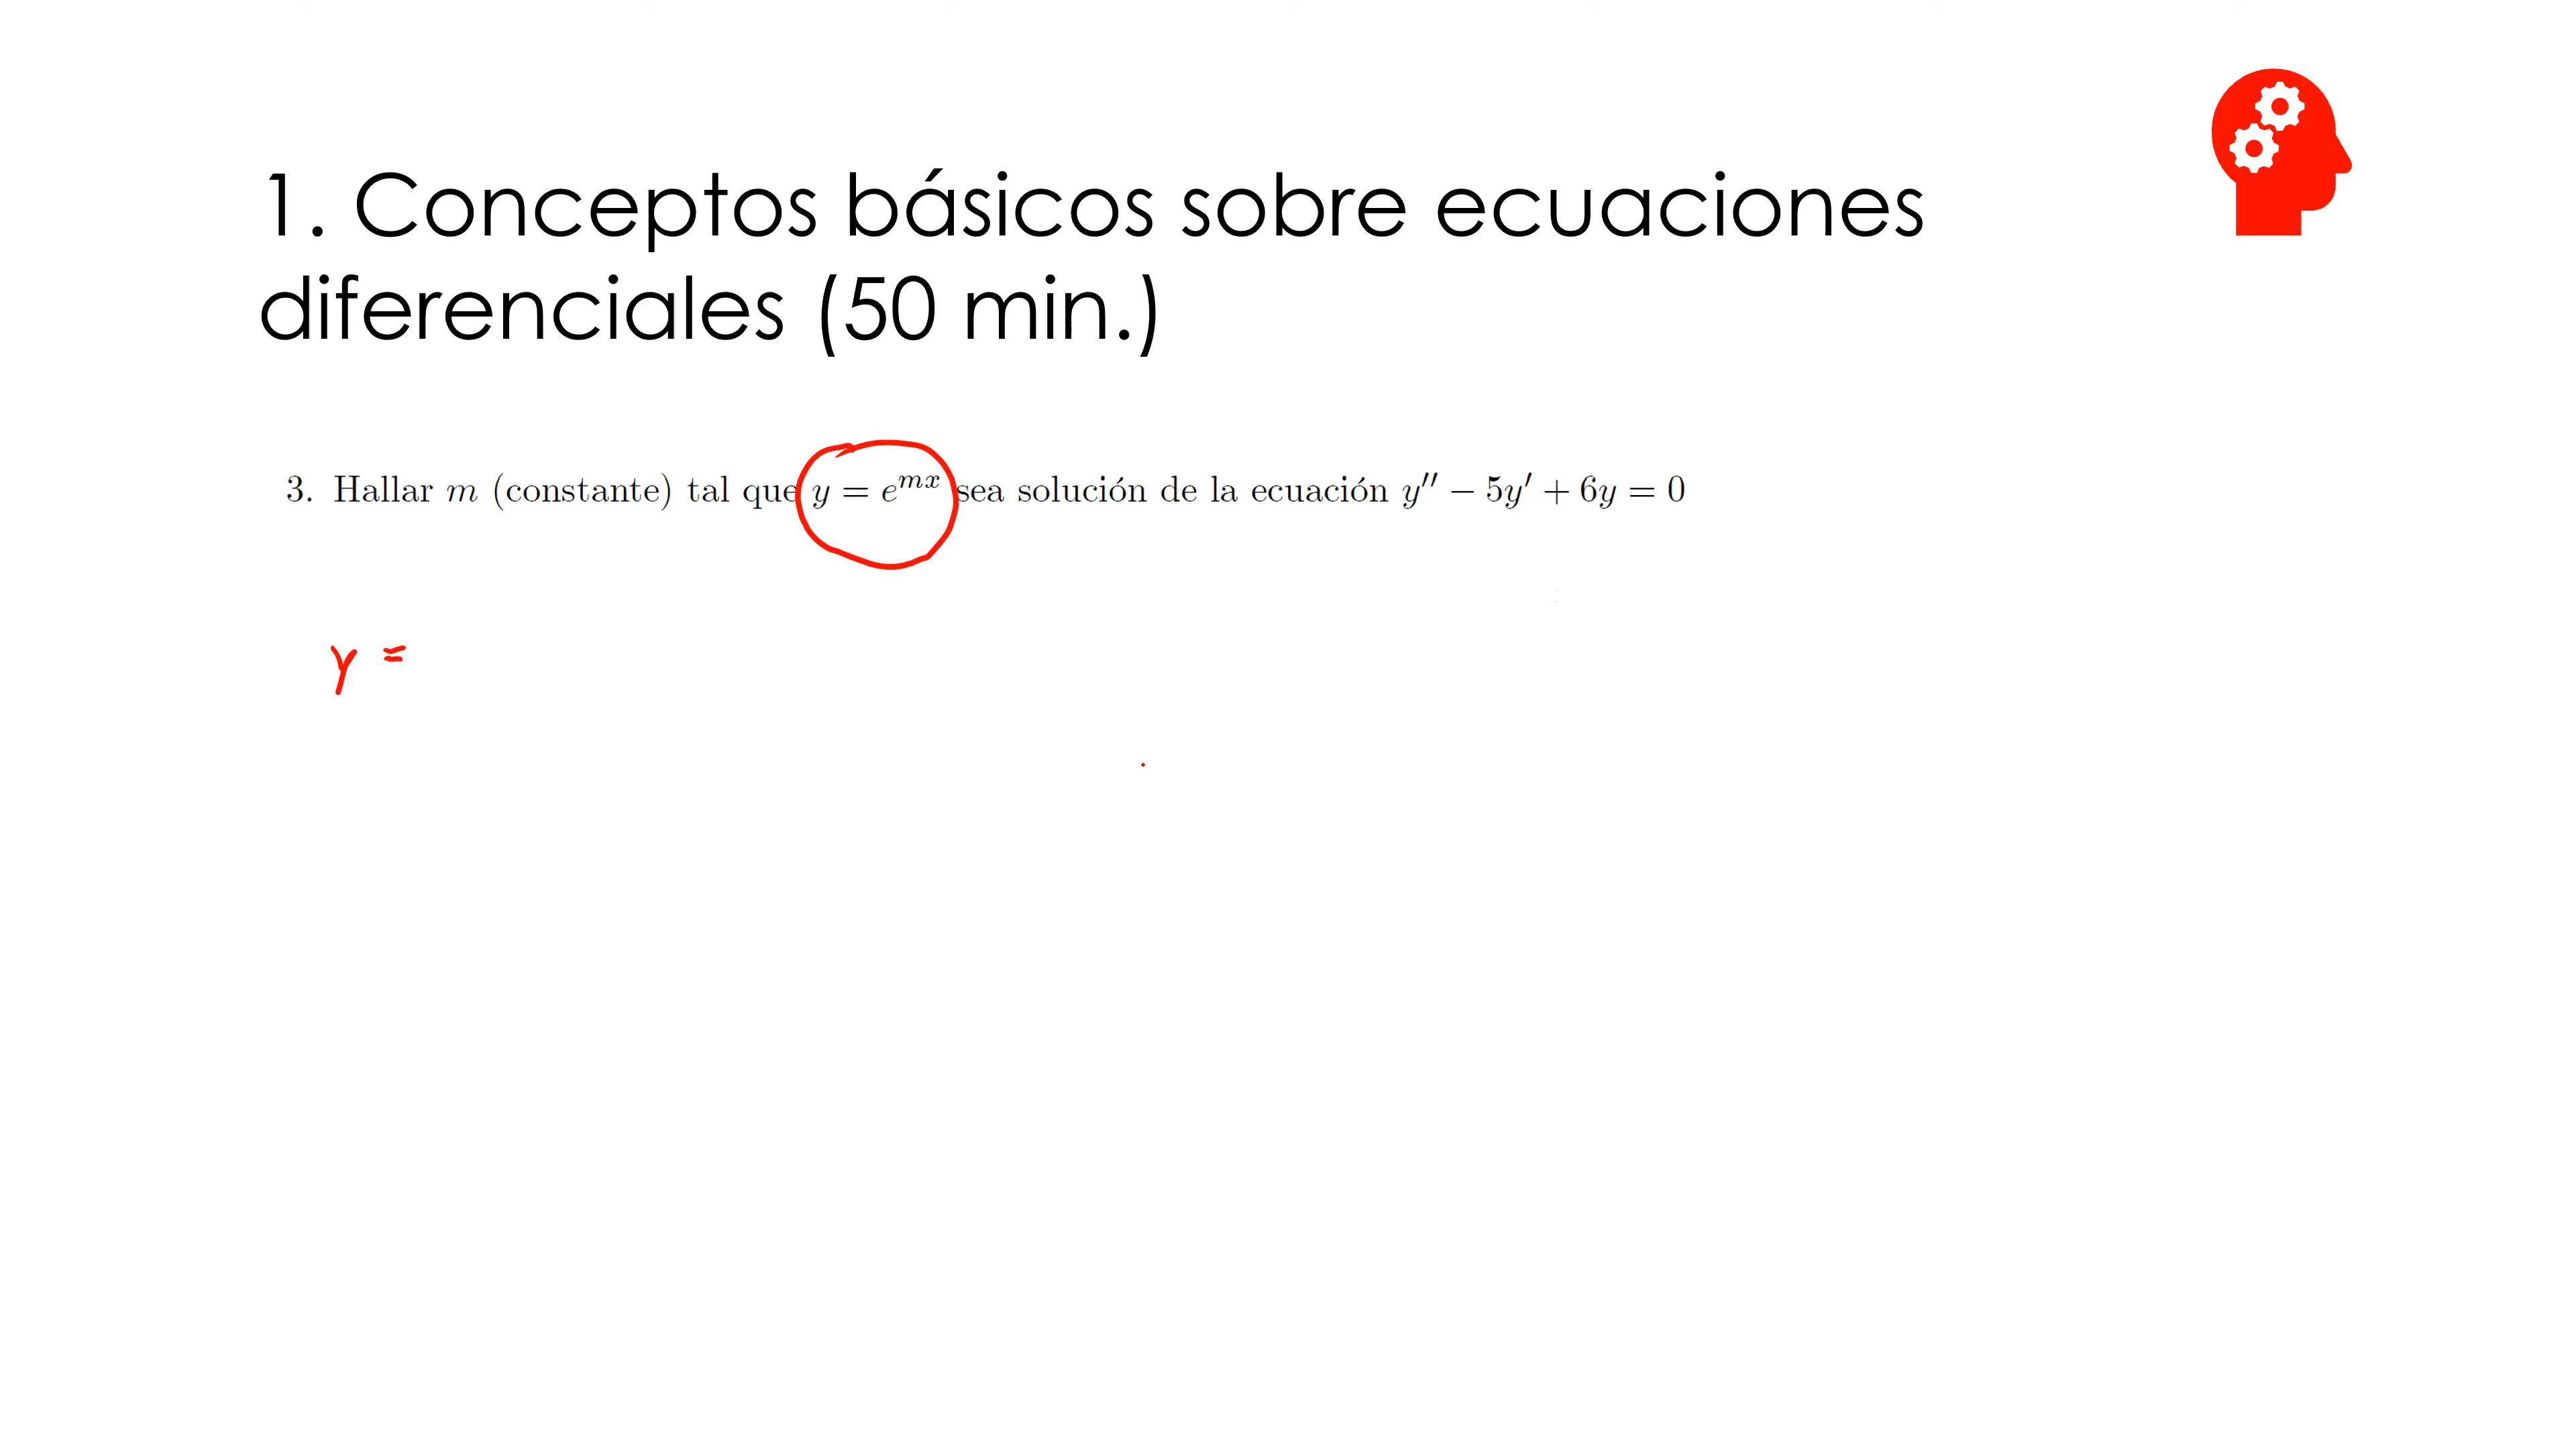 1. Conceptos básicos sobre ecuaciones
diferenciales (50 min.)
3. Hallar m (constante) tal que y = e^{mx} sea solución de la ecuación y'' − 5y' + 6y = 0
y =